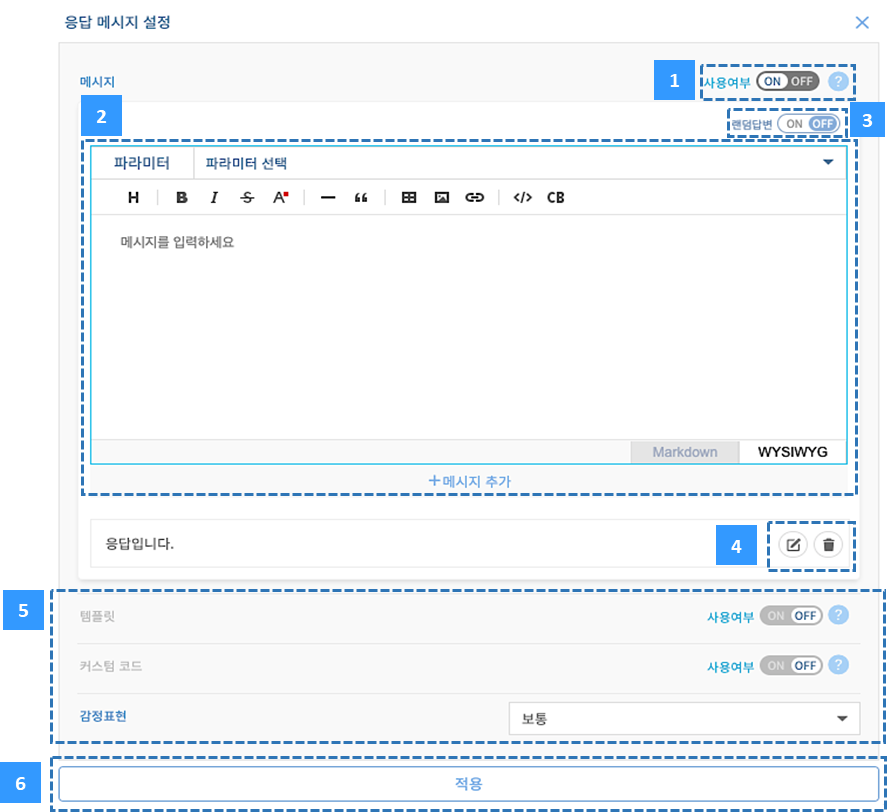 응답 메시지 설정
메시지
1
사용여부 ON OFF ?
2
랜덤답변 ON OFF
3
파라미터 파라미터 선택
H B I S A — “ </> CB
메시지를 입력하세요
Markdown WYSIWYG
+메시지 추가
응답입니다.
4
5
템플릿 사용여부 ON OFF ?
커스텀 코드 사용여부 ON OFF ?
감정표현 보통
6
적용